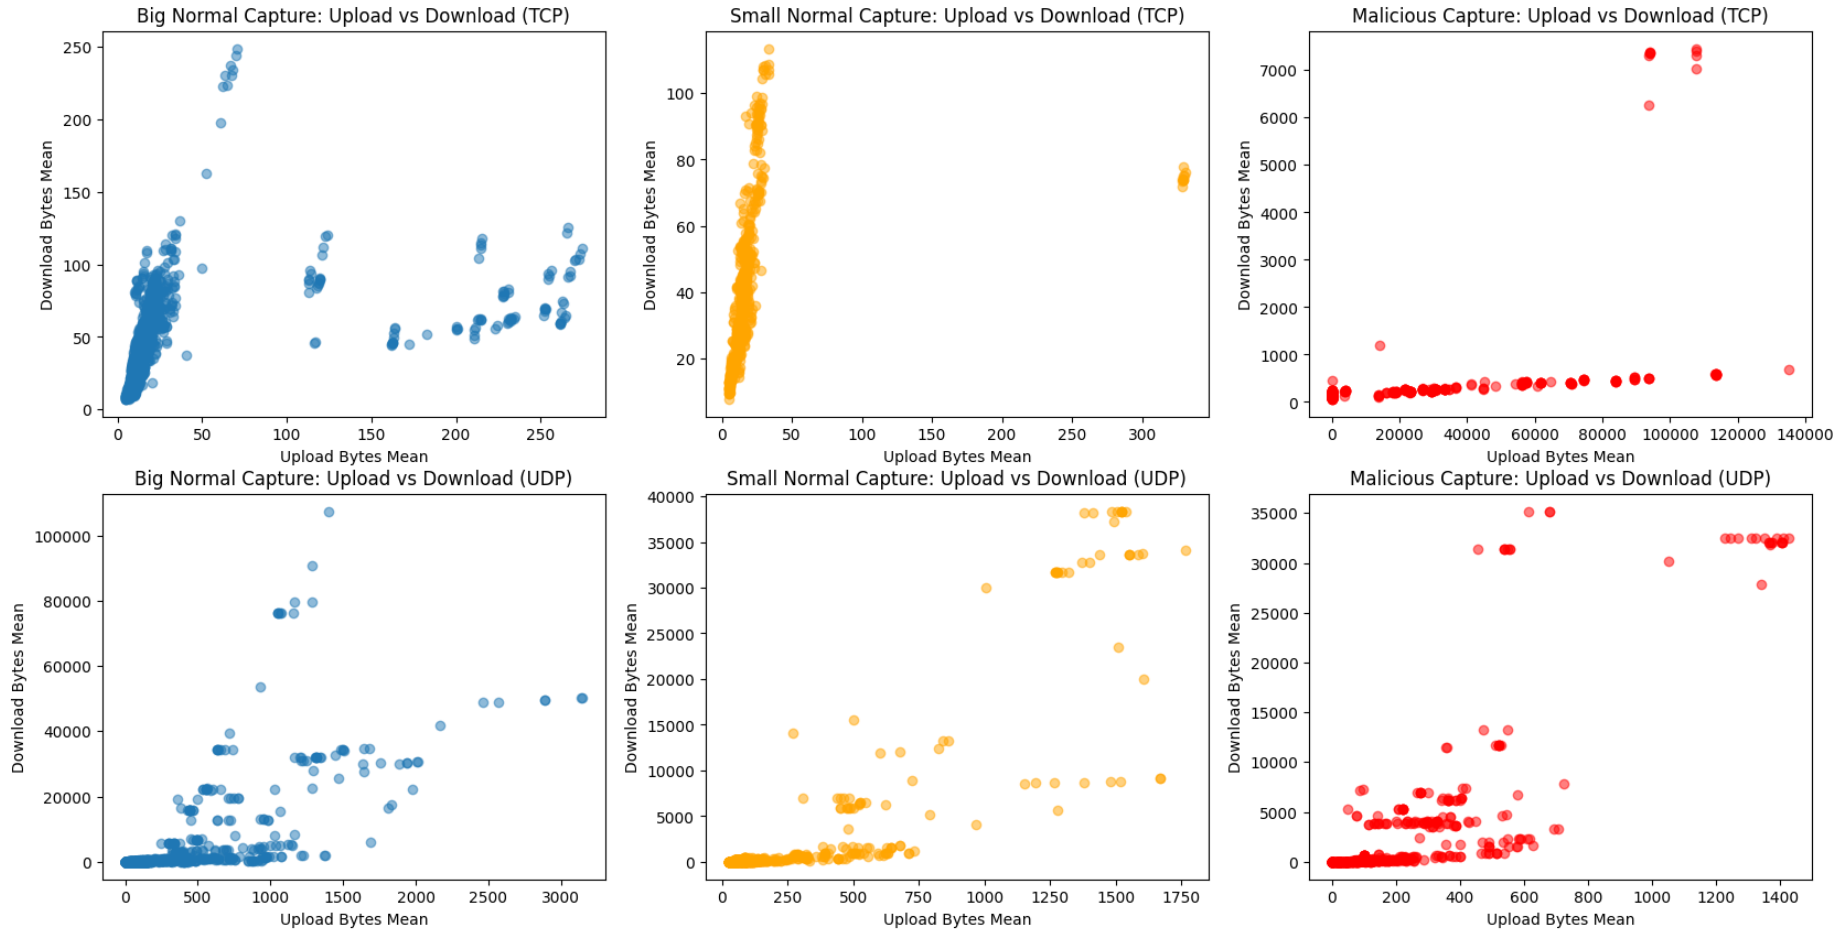 Big Normal Capture: Upload vs Download (TCP)
250
200
150
100
50
0
Download Bytes Mean
0 50 100 150 200 250
Upload Bytes Mean
Small Normal Capture: Upload vs Download (TCP)
100
80
60
40
20
Download Bytes Mean
0 50 100 150 200 250 300
Upload Bytes Mean
Malicious Capture: Upload vs Download (TCP)
7000
6000
5000
4000
3000
2000
1000
0
Download Bytes Mean
0 20000 40000 60000 80000 100000 120000 140000
Upload Bytes Mean
Big Normal Capture: Upload vs Download (UDP)
100000
80000
60000
40000
20000
0
Download Bytes Mean
0 500 1000 1500 2000 2500 3000
Upload Bytes Mean
Small Normal Capture: Upload vs Download (UDP)
40000
35000
30000
25000
20000
15000
10000
5000
0
Download Bytes Mean
0 250 500 750 1000 1250 1500 1750
Upload Bytes Mean
Malicious Capture: Upload vs Download (UDP)
35000
30000
25000
20000
15000
10000
5000
0
Download Bytes Mean
0 200 400 600 800 1000 1200 1400
Upload Bytes Mean